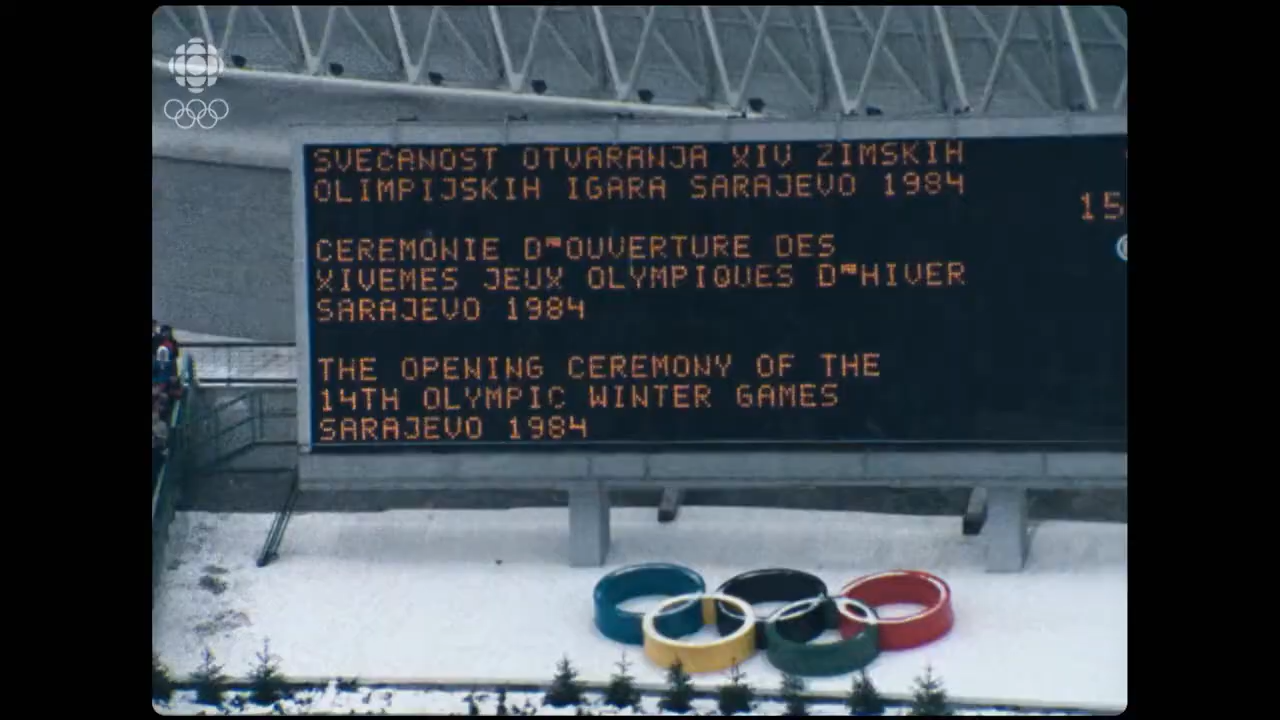 SVECANOST OTVARANJA XIV ZIMSKIH
OLIMPIJSKIH IGARA SARAJEVO 1984
15
CEREMONIE D"OUVERTURE DES
XIVEMES JEUX OLYMPIQUES D"HIVER
SARAJEVO 1984
THE OPENING CEREMONY OF THE
14TH OLYMPIC WINTER GAMES
SARAJEVO 1984